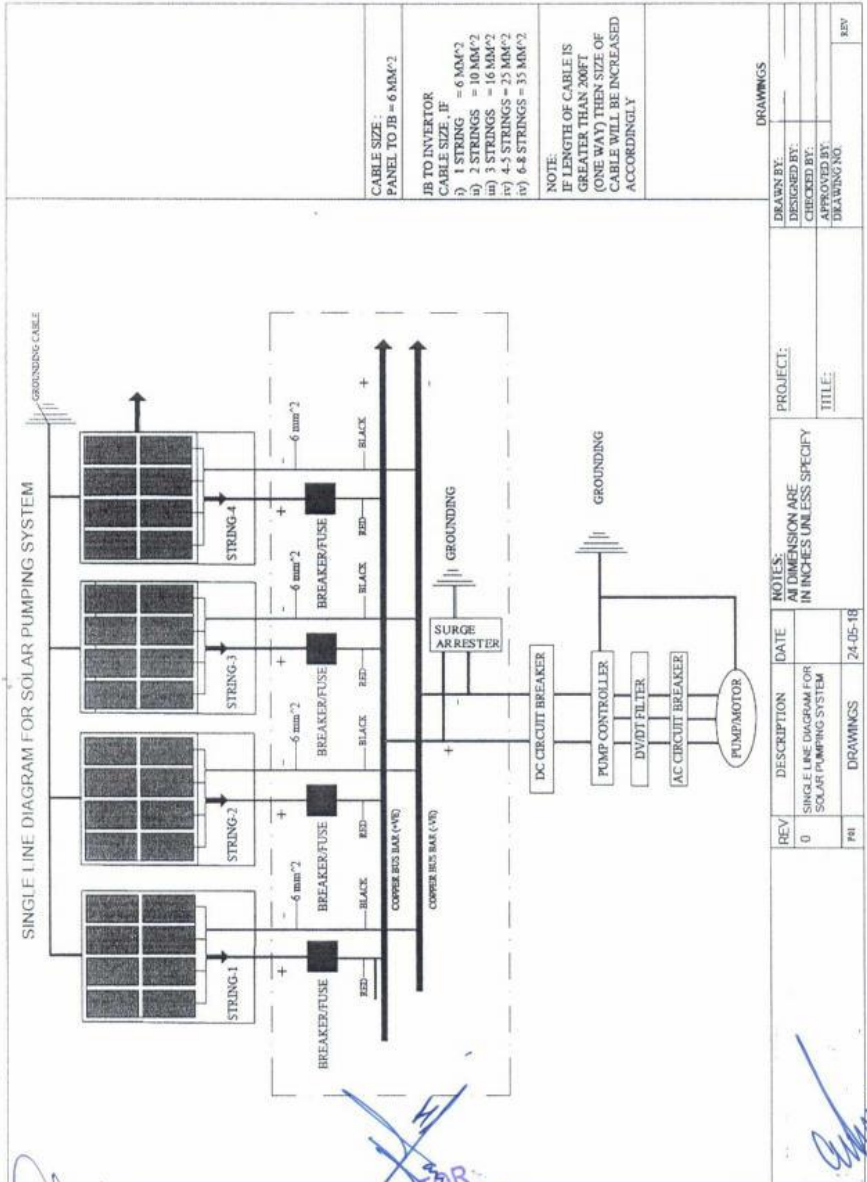 SINGLE LINE DIAGRAM FOR SOLAR PUMPING SYSTEM
GROUNDING CABLE
STRING-1
STRING-2
STRING-3
STRING-4
+
-
6 mm^2
+
-
6 mm^2
+
-
6 mm^2
+
-
6 mm^2
BREAKER/FUSE
BREAKER/FUSE
BREAKER/FUSE
BREAKER/FUSE
RED
BLACK
RED
BLACK
RED
BLACK
RED
BLACK
+
COPPER BUS BAR (+VE)
-
COPPER BUS BAR (-VE)
SURGE
ARRESTER
GROUNDING
+
-
DC CIRCUIT BREAKER
PUMP CONTROLLER
GROUNDING
DV/DT FILTER
AC CIRCUIT BREAKER
PUMP/MOTOR
CABLE SIZE :
PANEL TO JB = 6 MM^2
JB TO INVERTOR
CABLE SIZE , IF
i) 1 STRING = 6 MM^2
ii) 2 STRINGS = 10 MM^2
iii) 3 STRINGS = 16 MM^2
iv) 4-5 STRINGS = 25 MM^2
iv) 6-8 STRINGS = 35 MM^2
NOTE:
IF LENGTH OF CABLE IS
GREATER THAN 200FT
(ONE WAY) THEN SIZE OF
CABLE WILL BE INCREASED
ACCORDINGLY
DRAWINGS
REV
DESCRIPTION
DATE
0
SINGLE LINE DIAGRAM FOR
SOLAR PUMPING SYSTEM
P01
DRAWINGS
24-05-18
NOTES:
All DIMENSION ARE
IN INCHES UNLESS SPECIFY
PROJECT:
TITLE:
DRAWN BY:
DESIGNED BY:
CHECKED BY:
APPROVED BY:
DRAWING NO.
REV